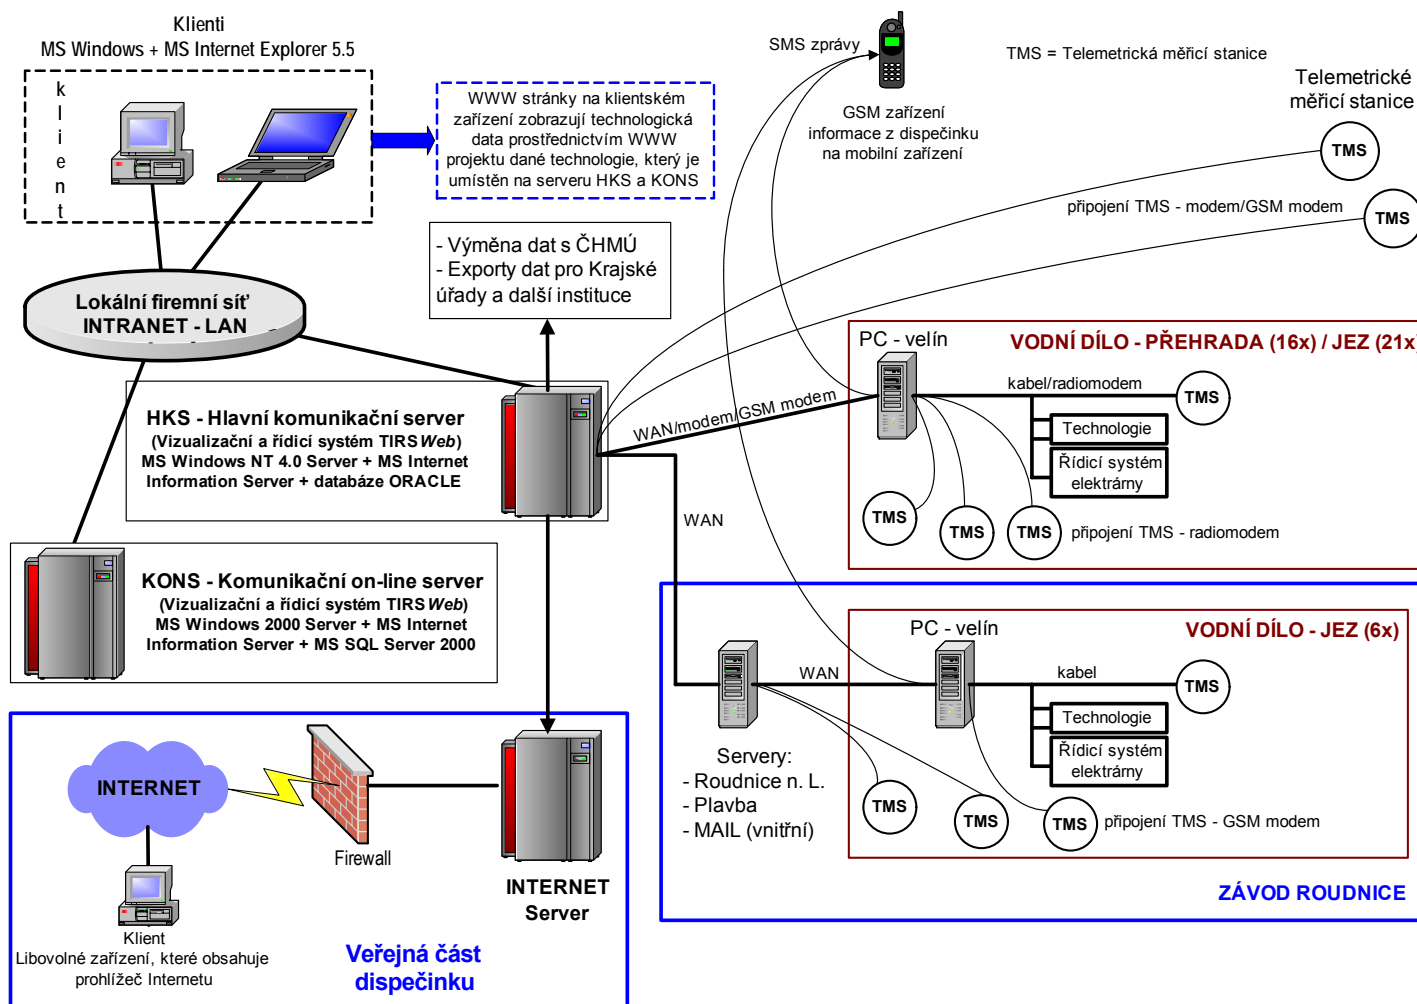 Klienti
MS Windows + MS Internet Explorer 5.5
klient
WWW stránky na klientském
zařízení zobrazují technologická
data prostřednictvím WWW
projektu dané technologie, který je
umístěn na serveru HKS a KONS
SMS zprávy
GSM zařízení
informace z dispečinku
na mobilní zařízení
TMS = Telemetrická měřicí stanice
Telemetrické
měřicí stanice
TMS
připojení TMS - modem/GSM modem
TMS
- Výměna dat s ČHMÚ
- Exporty dat pro Krajské
úřady a další instituce
Lokální firemní síť
INTRANET - LAN
HKS - Hlavní komunikační server
(Vizualizační a řídicí systém TIRSWeb)
MS Windows NT 4.0 Server + MS Internet
Information Server + databáze ORACLE
WAN/modem/GSM modem
WAN
PC - velín
VODNÍ DÍLO - PŘEHRADA (16x) / JEZ (21x)
kabel/radiomodem
TMS
Technologie
Řídicí systém
elektrárny
TMS
TMS
TMS
připojení TMS - radiomodem
KONS - Komunikační on-line server
(Vizualizační a řídicí systém TIRSWeb)
MS Windows 2000 Server + MS Internet
Information Server + MS SQL Server 2000
PC - velín
VODNÍ DÍLO - JEZ (6x)
WAN
kabel
TMS
Technologie
Řídicí systém
elektrárny
Servery:
- Roudnice n. L.
- Plavba
- MAIL (vnitřní)
TMS
TMS
TMS
připojení TMS - GSM modem
ZÁVOD ROUDNICE
INTERNET
Firewall
INTERNET
Server
Klient
Libovolné zařízení, které obsahuje
prohlížeč Internetu
Veřejná část
dispečinku